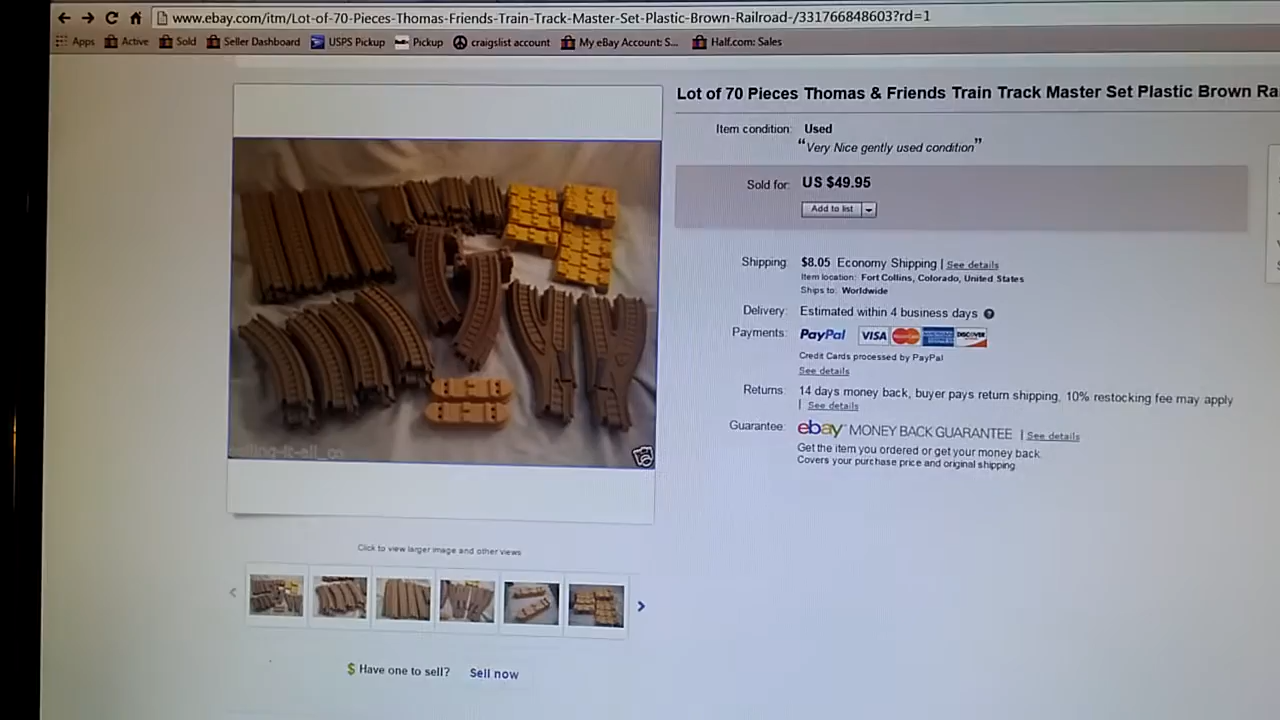 www.ebay.com/itm/Lot-of-70-Pieces-Thomas-Friends-Train-Track-Master-Set-Plastic-Brown-Railroad-/331766848603?rd=1
Apps Active Sold Seller Dashboard USPS Pickup Pickup craigslist account My eBay Account: S... Half.com: Sales
Lot of 70 Pieces Thomas & Friends Train Track Master Set Plastic Brown Ra
Item condition: Used
“Very Nice gently used condition”
Sold for: US $49.95
Add to list
Shipping: $8.05 Economy Shipping | See details
Item location: Fort Collins, Colorado, United States
Ships to: Worldwide
Delivery: Estimated within 4 business days
Payments: PayPal VISA MasterCard DISCOVER
Credit Cards processed by PayPal
See details
Returns: 14 days money back, buyer pays return shipping, 10% restocking fee may apply
| See details
Guarantee: ebay MONEY BACK GUARANTEE | See details
Get the item you ordered or get your money back.
Covers your purchase price and original shipping.
Click to view larger image and other views
$ Have one to sell? Sell now